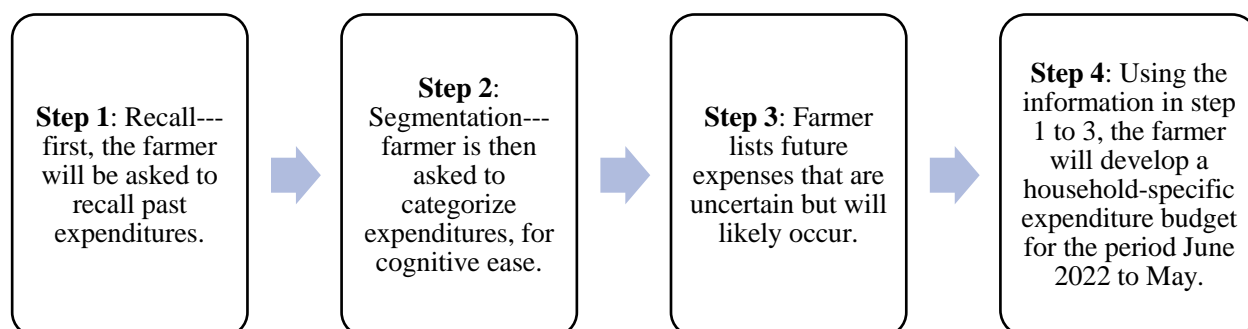 Step 1: Recall---
first, the farmer
will be asked to
recall past
expenditures.
Step 2:
Segmentation---
farmer is then
asked to
categorize
expenditures, for
cognitive ease.
Step 3: Farmer
lists future
expenses that are
uncertain but will
likely occur.
Step 4: Using the
information in step
1 to 3, the farmer
will develop a
household-specific
expenditure budget
for the period June
2022 to May.